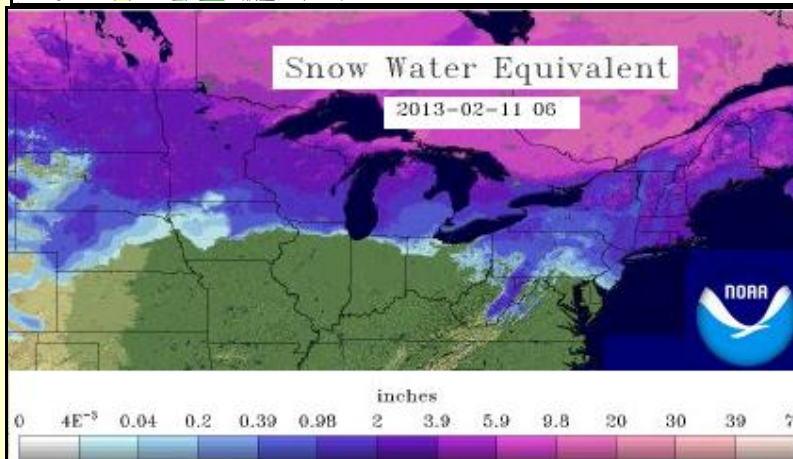 Snow Water Equivalent
2013-02-11 06
NOAA
inches
0 4E⁻³ 0.04 0.2 0.39 0.98 2 3.9 5.9 9.8 20 30 39